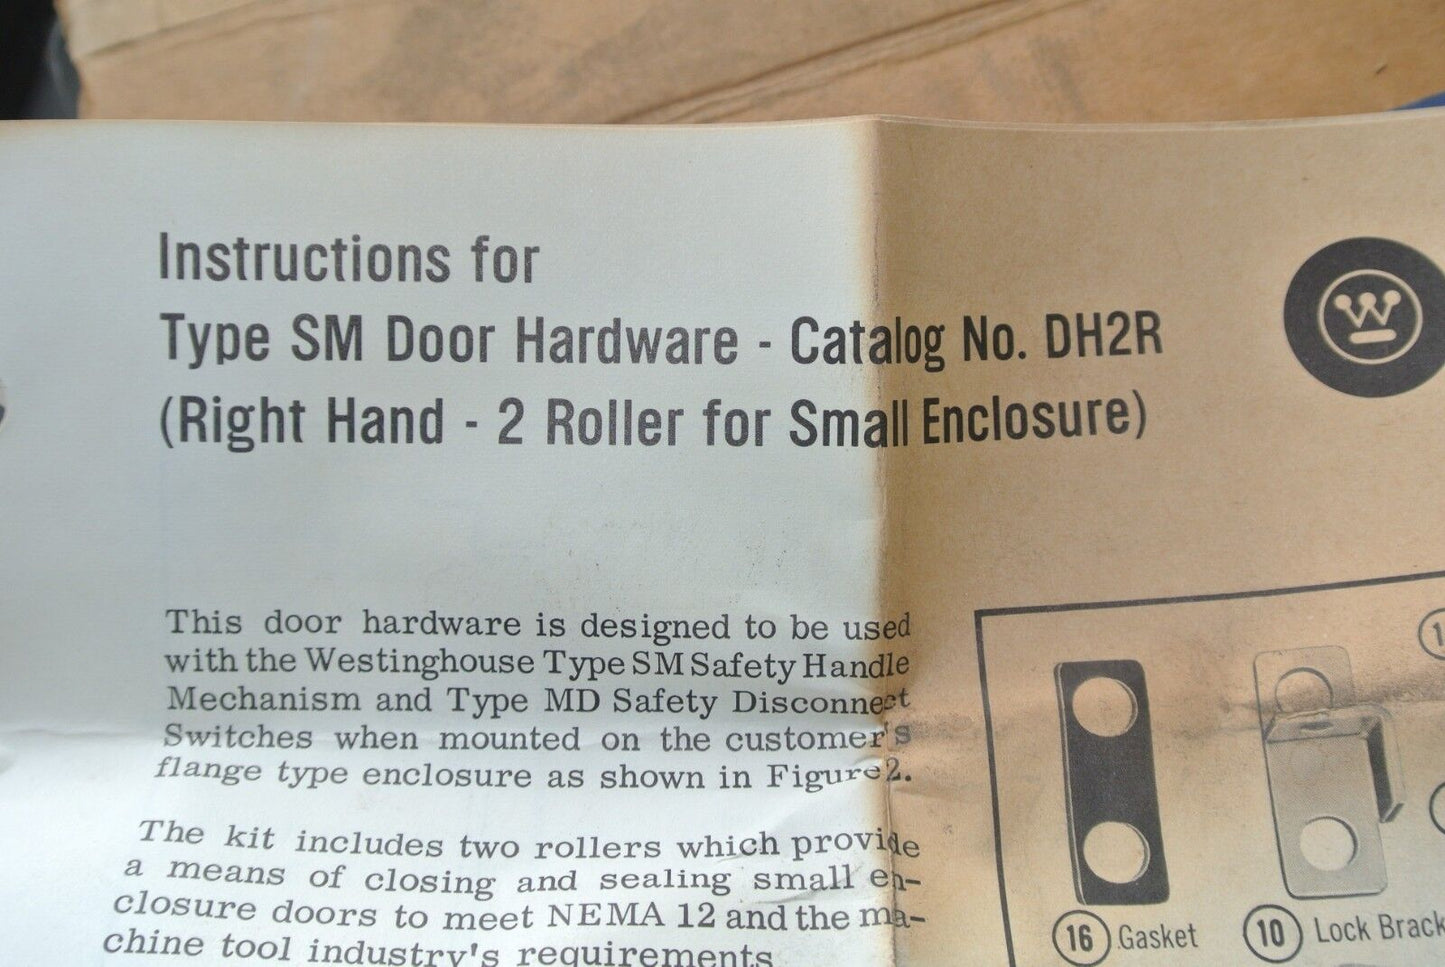 Instructions for
Type SM Door Hardware - Catalog No. DH2R
(Right Hand - 2 Roller for Small Enclosure)
W
This door hardware is designed to be used
with the Westinghouse Type SM Safety Handle
Mechanism and Type MD Safety Disconnect
Switches when mounted on the customer's
flange type enclosure as shown in Figure 2.
The kit includes two rollers which provide
a means of closing and sealing small en-
closure doors to meet NEMA 12 and the ma-
chine tool industry's requirements
16 Gasket
10 Lock Brack